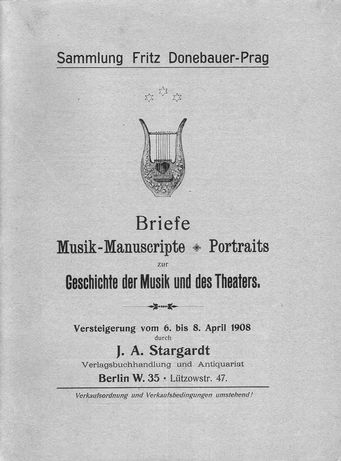 Sammlung Fritz Donebauer-Prag
Briefe
Musik-Manuscripte ⁕ Portraits
zur
Geschichte der Musik und des Theaters.
Versteigerung vom 6. bis 8. April 1908
durch
J. A. Stargardt
Verlagsbuchhandlung und Antiquariat
Berlin W. 35 · Lützowstr. 47.
Verkaufsordnung und Verkaufsbedingungen umstehend!